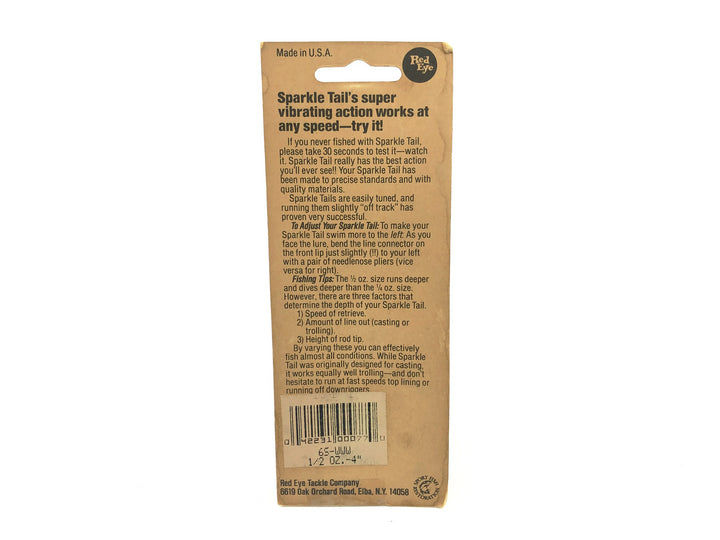 Made in U.S.A.
Red
Eye
Sparkle Tail's super
vibrating action works at
any speed—try it!
If you never fished with Sparkle Tail,
please take 30 seconds to test it—watch
it. Sparkle Tail really has the best action
you'll ever see!! Your Sparkle Tail has
been made to precise standards and with
quality materials.
Sparkle Tails are easily tuned, and
running them slightly "off track" has
proven very successful.
To Adjust Your Sparkle Tail: To make your
Sparkle Tail swim more to the left: As you
face the lure, bend the line connector on
the front lip just slightly (!!) to your left
with a pair of needlenose pliers (vice
versa for right).
Fishing Tips: The ½ oz. size runs deeper
and dives deeper than the ¼ oz. size.
However, there are three factors that
determine the depth of your Sparkle Tail.
1) Speed of retrieve.
2) Amount of line out (casting or
trolling).
3) Height of rod tip.
By varying these you can effectively
fish almost all conditions. While Sparkle
Tail was originally designed for casting,
it works equally well trolling—and don't
hesitate to run at fast speeds top lining or
running off downriggers.
0 42231 00077 0
6S-WWW
1/2 OZ.-4"
Red Eye Tackle Company
6619 Oak Orchard Road, Elba, N.Y. 14058
SPORT FISH
RESTORATION